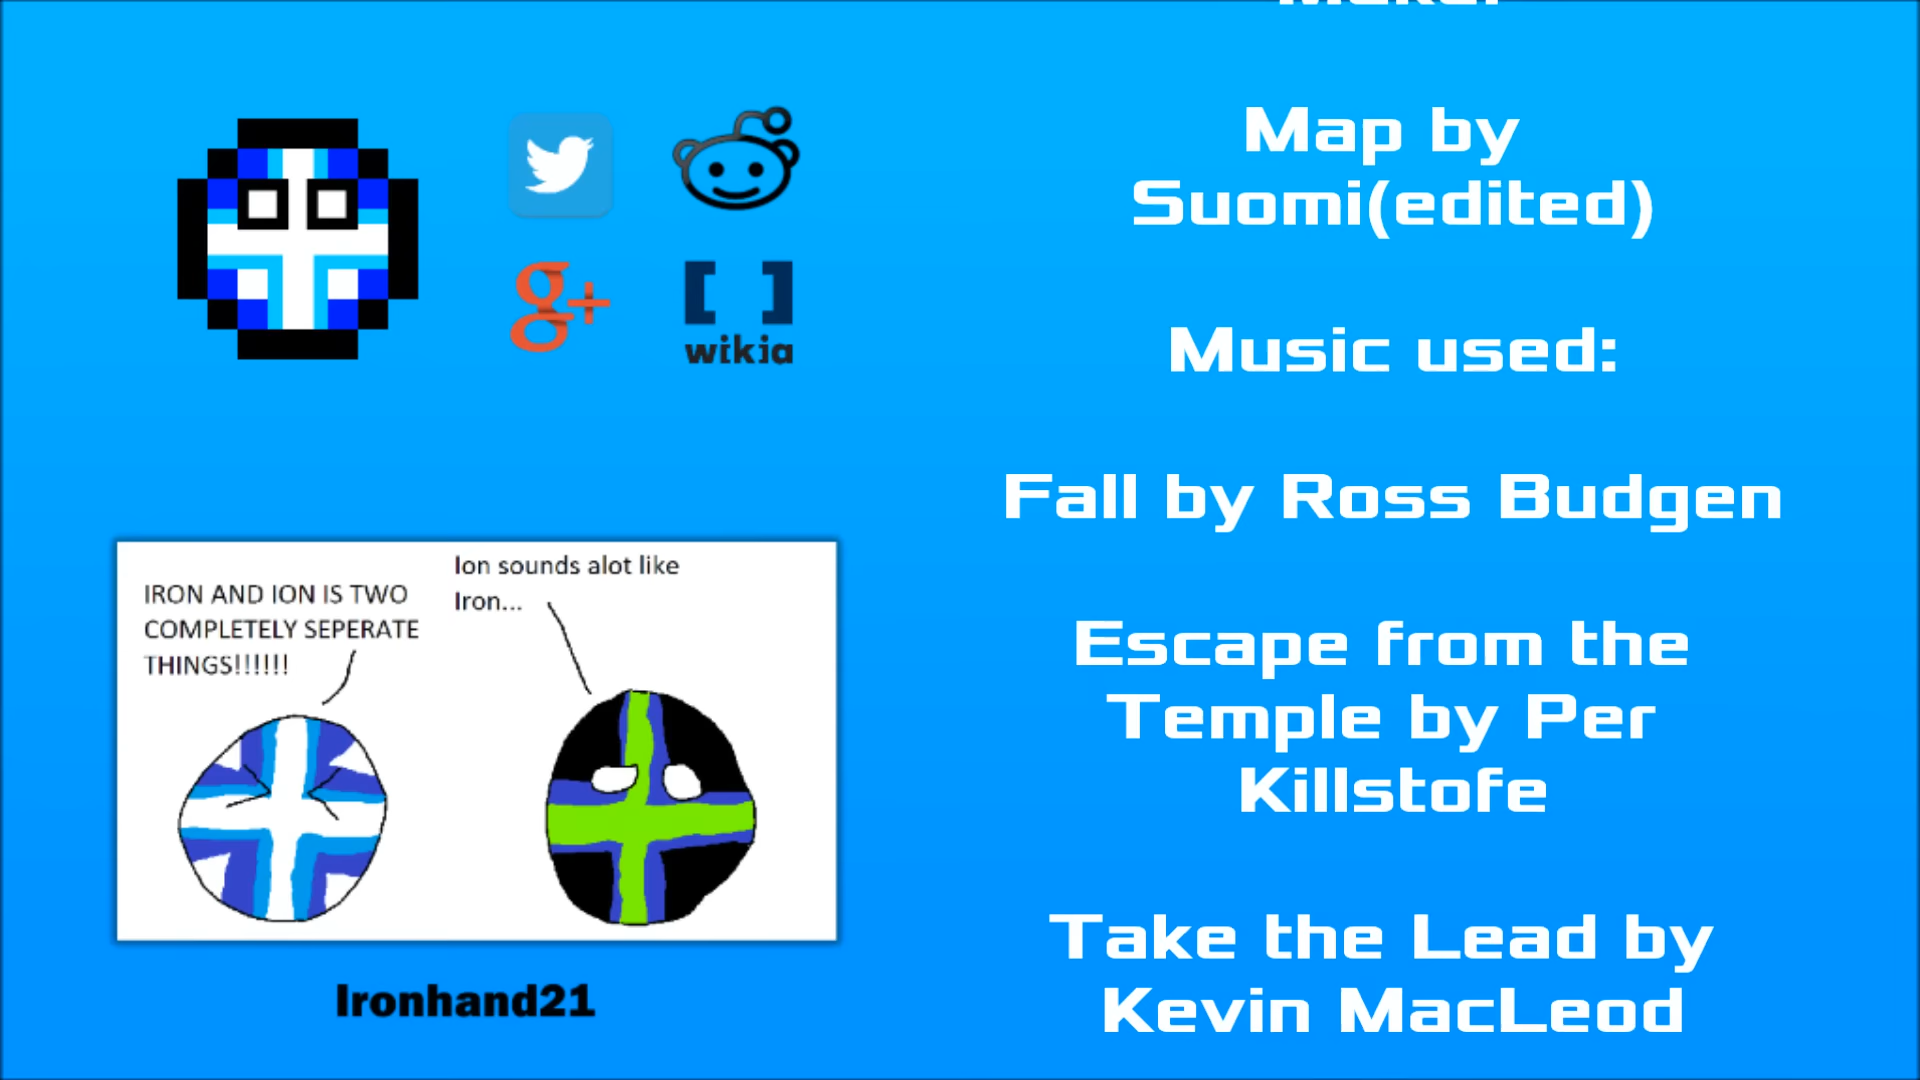 Map by
Suomi(edited)
Music used:
Fall by Ross Budgen
Escape from the
Temple by Per
Killstofe
Take the Lead by
Kevin MacLeod
g+
[ ]
wikia
IRON AND ION IS TWO
COMPLETELY SEPERATE
THINGS!!!!!!
Ion sounds alot like
Iron...
Ironhand21